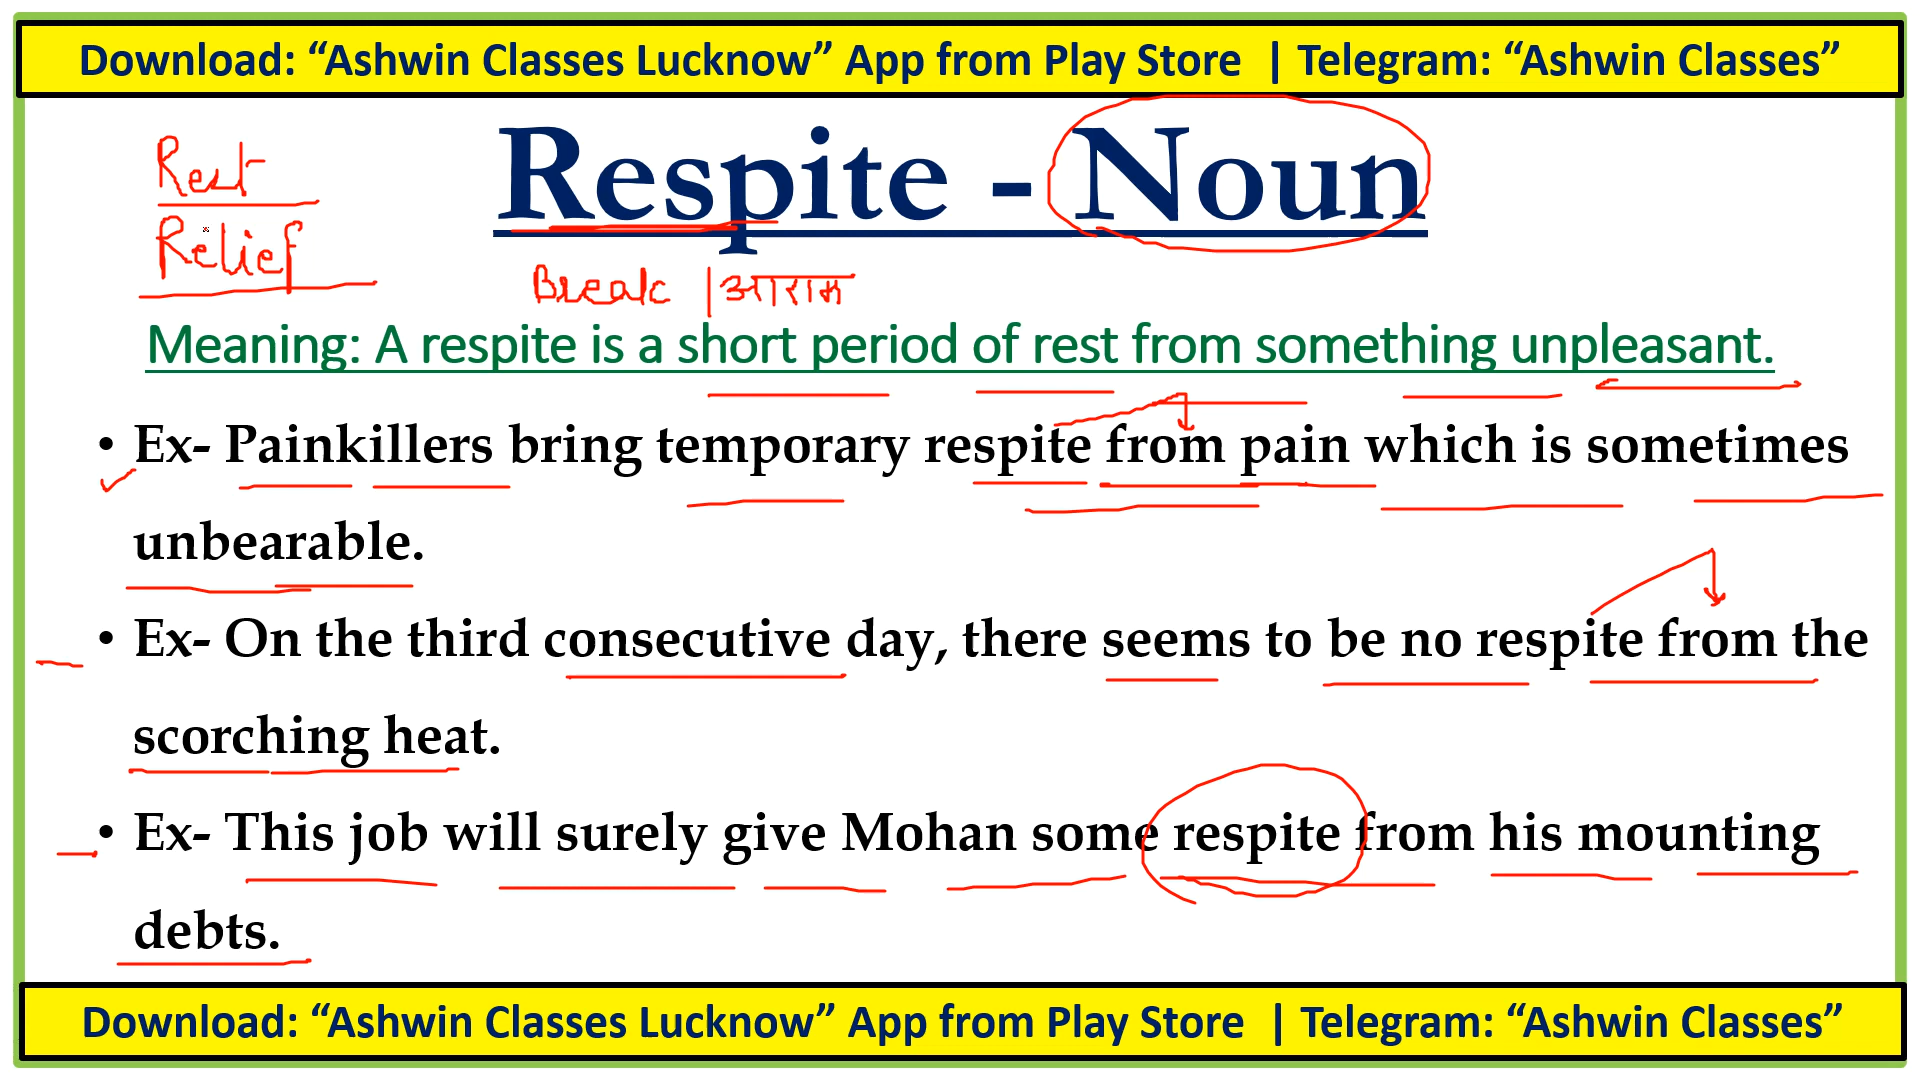 Download: “Ashwin Classes Lucknow” App from Play Store | Telegram: “Ashwin Classes”
Rest
Relief
Respite - Noun
Break | आराम
Meaning: A respite is a short period of rest from something unpleasant.
• Ex- Painkillers bring temporary respite from pain which is sometimes
unbearable.
• Ex- On the third consecutive day, there seems to be no respite from the
scorching heat.
• Ex- This job will surely give Mohan some respite from his mounting
debts.
Download: “Ashwin Classes Lucknow” App from Play Store | Telegram: “Ashwin Classes”